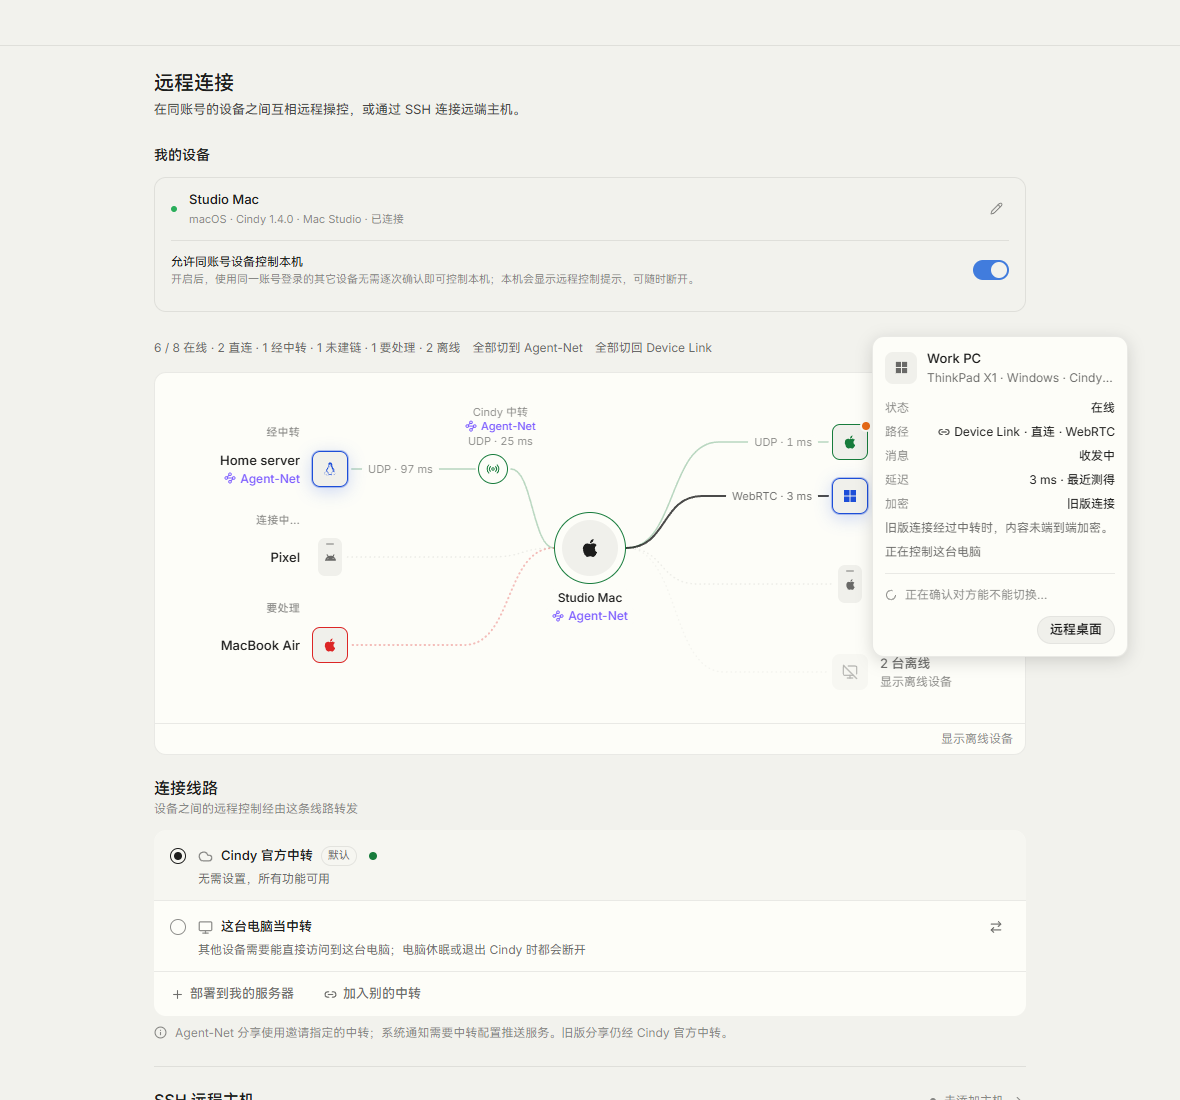 远程连接
在同账号的设备之间互相远程操控，或通过 SSH 连接远端主机。
我的设备
Studio Mac
macOS · Cindy 1.4.0 · Mac Studio · 已连接
允许同账号设备控制本机
开启后，使用同一账号登录的其它设备无需逐次确认即可控制本机；本机会显示远程控制提示，可随时断开。
6 / 8 在线 · 2 直连 · 1 经中转 · 1 未建链 · 1 要处理 · 2 离线 全部切到 Agent-Net 全部切回 Device Link
经中转
Home server
Agent-Net
UDP · 97 ms
Cindy 中转
Agent-Net
UDP · 25 ms
连接中...
Pixel
要处理
MacBook Air
Studio Mac
Agent-Net
UDP · 1 ms
WebRTC · 3 ms
Work PC
ThinkPad X1 · Windows · Cindy...
状态 在线
路径 Device Link · 直连 · WebRTC
消息 收发中
延迟 3 ms · 最近测得
加密 旧版连接
旧版连接经过中转时，内容未端到端加密。
正在控制这台电脑
正在确认对方能不能切换...
远程桌面
2 台离线
显示离线设备
显示离线设备
连接线路
设备之间的远程控制经由这条线路转发
Cindy 官方中转 默认
无需设置，所有功能可用
这台电脑当中转
其他设备需要能直接访问到这台电脑；电脑休眠或退出 Cindy 时都会断开
部署到我的服务器 加入别的中转
Agent-Net 分享使用邀请指定的中转；系统通知需要中转配置推送服务。旧版分享仍经 Cindy 官方中转。
SSH 远程主机
未添加主机